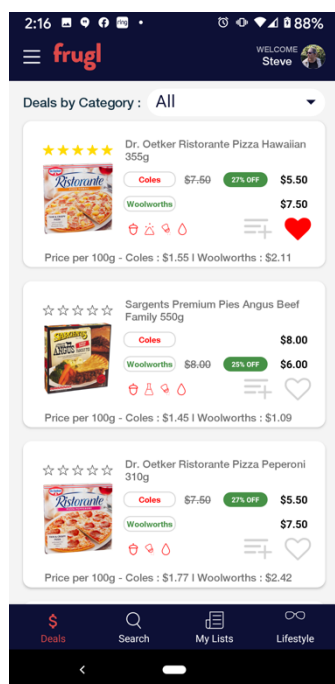 2:16 88%
frugl
WELCOME
Steve
Deals by Category : All
Dr. Oetker Ristorante Pizza Hawaiian
355g
Coles $7.50 27% OFF $5.50
Woolworths $7.50
Ristorante
Price per 100g - Coles : $1.55 I Woolworths : $2.11
Sargents Premium Pies Angus Beef
Family 550g
Coles $8.00
Woolworths $8.00 25% OFF $6.00
SARGENTS
ANGUS
Price per 100g - Coles : $1.45 I Woolworths : $1.09
Dr. Oetker Ristorante Pizza Peperoni
310g
Coles $7.50 27% OFF $5.50
Woolworths $7.50
Ristorante
Price per 100g - Coles : $1.77 I Woolworths : $2.42
$
Deals Search My Lists Lifestyle